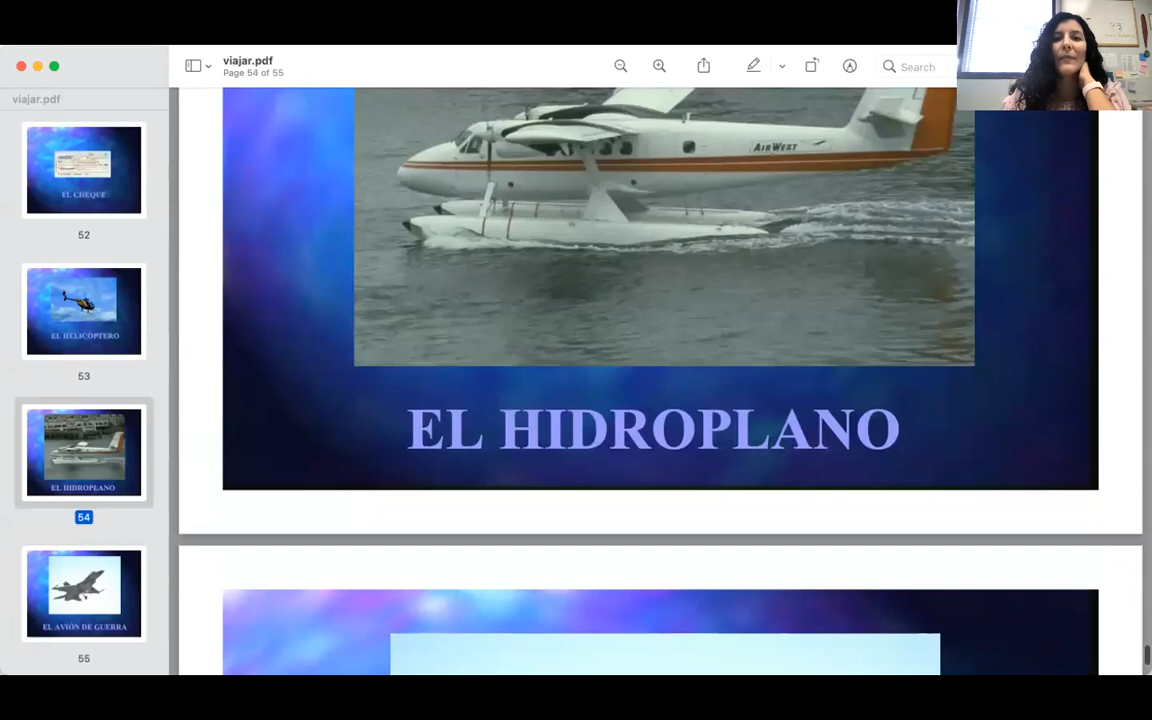 viajar.pdf
Page 54 of 55
Search
viajar.pdf
EL CHEQUE
52
EL HELICÓPTERO
53
EL HIDROPLANO
54
EL AVIÓN DE GUERRA
55
AIRWEST
EL HIDROPLANO